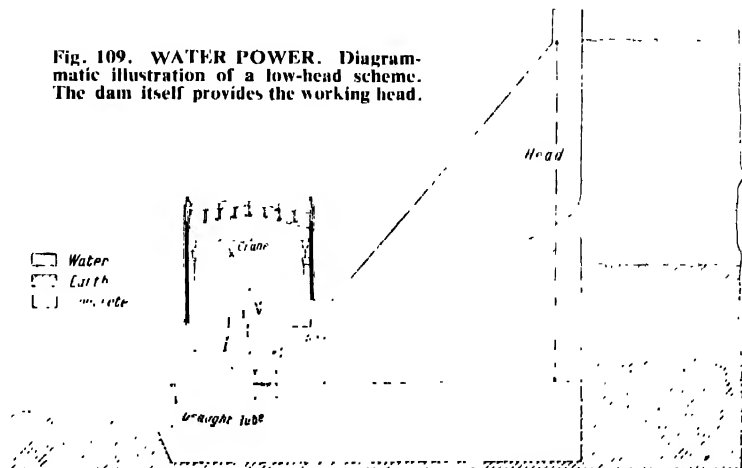 Fig. 109. WATER POWER. Diagram-
matic illustration of a low-head scheme.
The dam itself provides the working head.
Head
Crane
Water
Earth
Draught tube